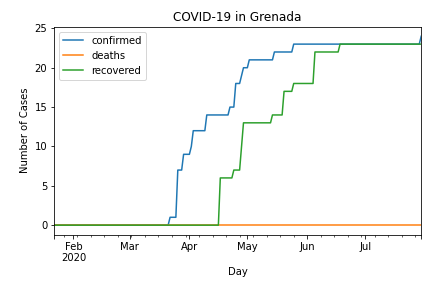 COVID-19 in Grenada
confirmed
deaths
recovered
Number of Cases
25
20
15
10
5
0
Feb
2020
Mar
Apr
May
Jun
Jul
Day